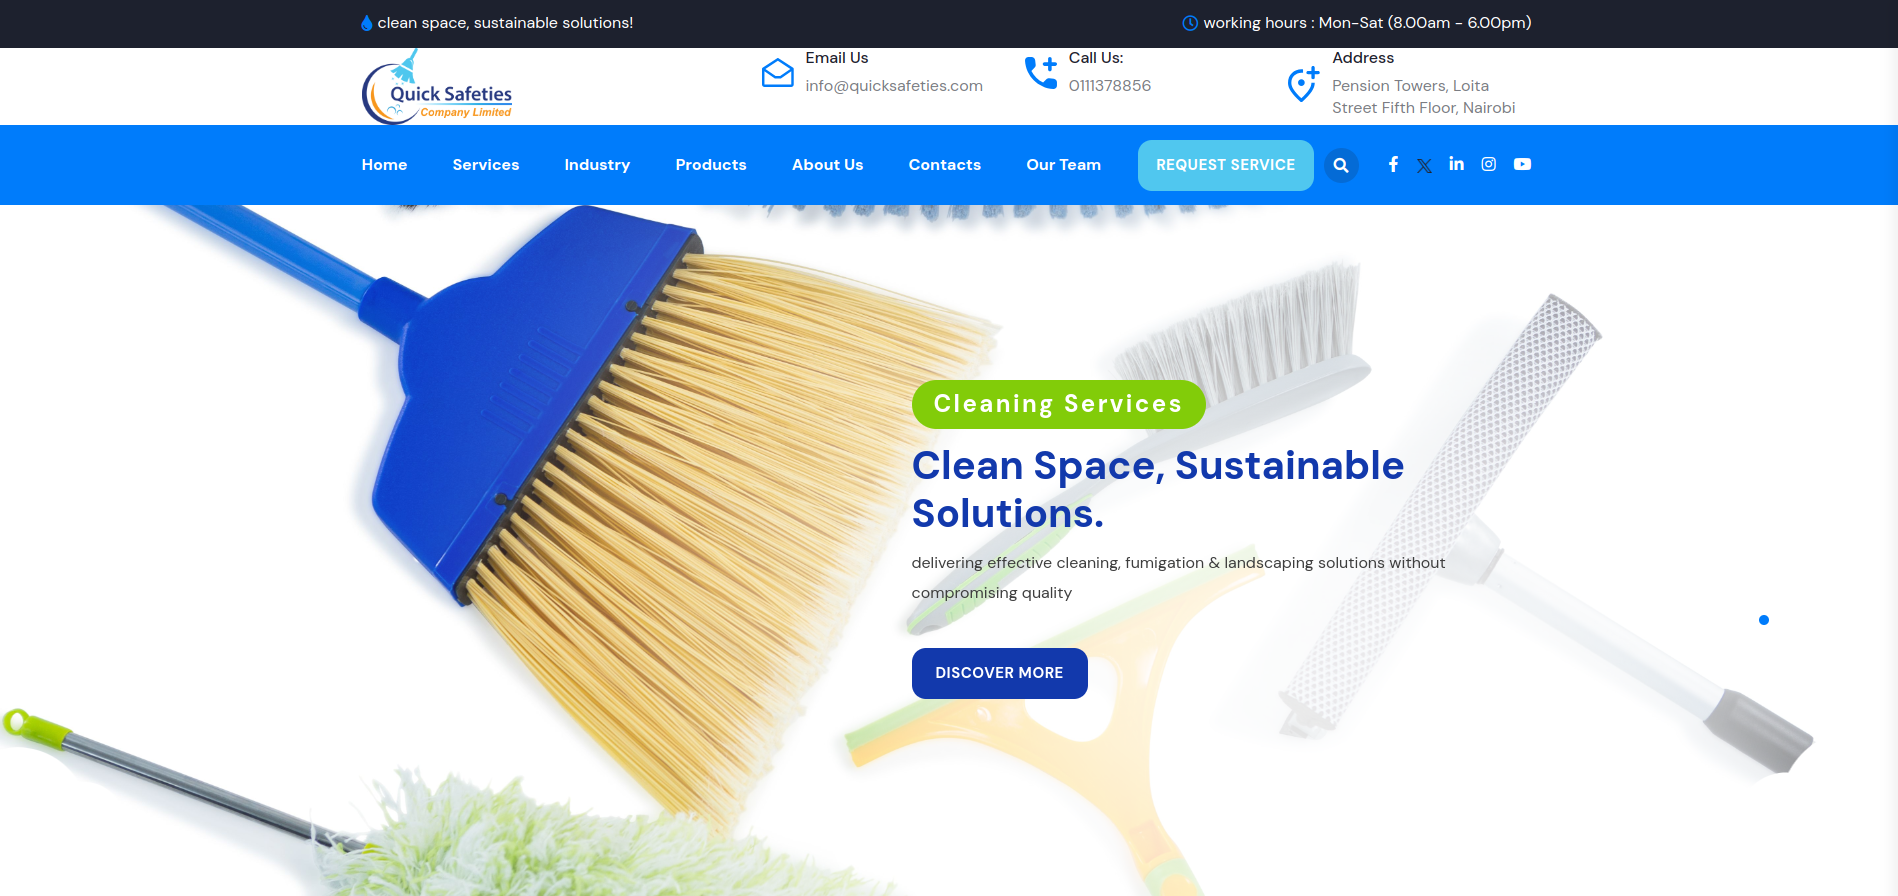 clean space, sustainable solutions!
working hours : Mon-Sat (8.00am - 6.00pm)
Quick Safeties
Company Limited
Email Us
info@quicksafeties.com
Call Us:
0111378856
Address
Pension Towers, Loita
Street Fifth Floor, Nairobi
Home
Services
Industry
Products
About Us
Contacts
Our Team
REQUEST SERVICE
Cleaning Services
Clean Space, Sustainable
Solutions.
delivering effective cleaning, fumigation & landscaping solutions without
compromising quality
DISCOVER MORE